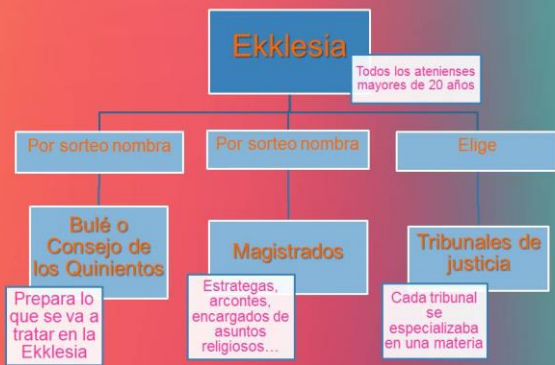 Ekklesia
Todos los atenienses
mayores de 20 años
Por sorteo nombra
Por sorteo nombra
Elige
Bulé o
Consejo de
los Quinientos
Magistrados
Tribunales de
justicia
Prepara lo
que se va a
tratar en la
Ekklesia
Estrategas,
arcontes,
encargados de
asuntos
religiosos...
Cada tribunal
se
especializaba
en una materia